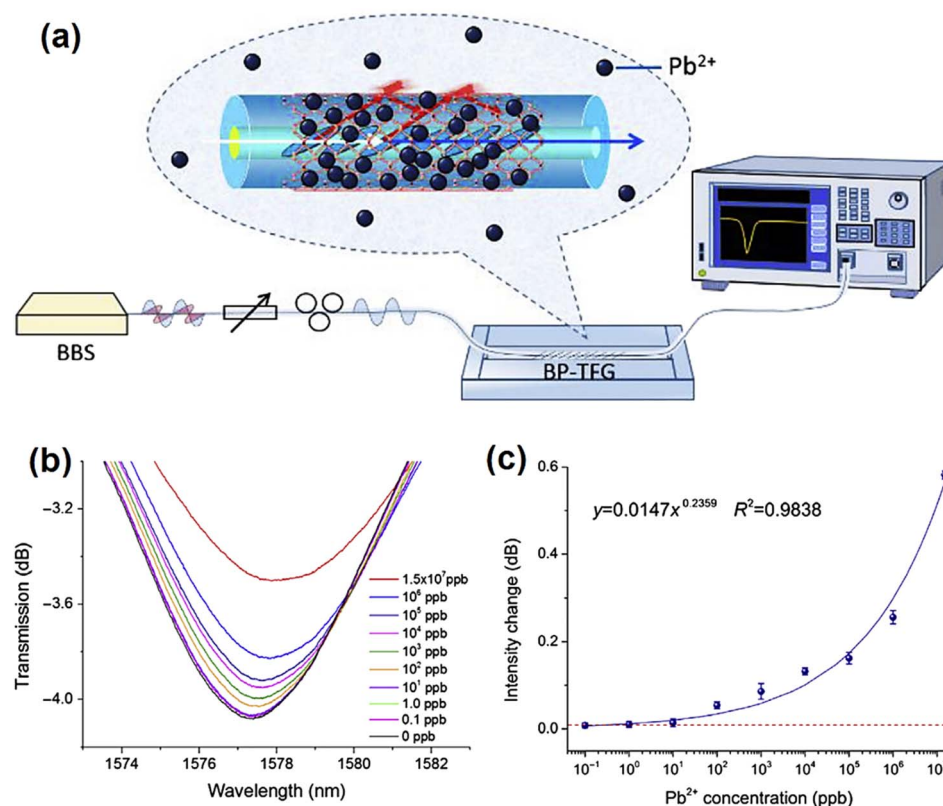 (a)
Pb²⁺
BBS
BP-TFG
(b)
Transmission (dB)
−3.2
−3.6
−4.0
1.5x10⁷ppb
10⁶ ppb
10⁵ ppb
10⁴ ppb
10³ ppb
10² ppb
10¹ ppb
1.0 ppb
0.1 ppb
0 ppb
1574 1576 1578 1580 1582
Wavelength (nm)
(c)
Intensity change (dB)
0.6
0.4
0.2
0.0
y=0.0147x⁰·²³⁵⁹ R²=0.9838
10⁻¹ 10⁰ 10¹ 10² 10³ 10⁴ 10⁵ 10⁶ 10⁷
Pb²⁺ concentration (ppb)